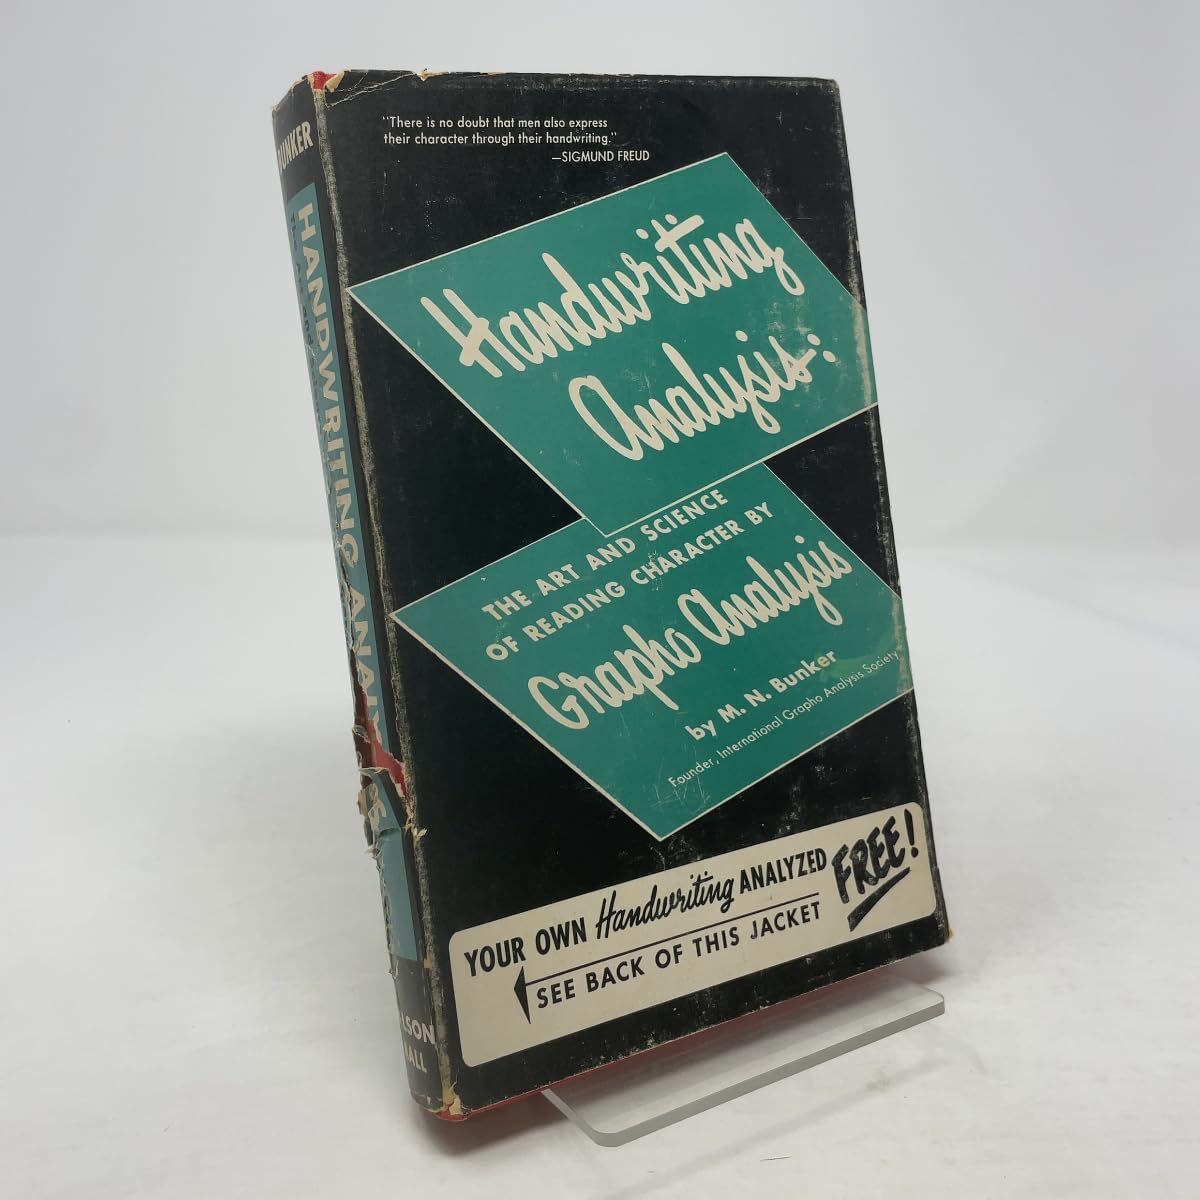 "There is no doubt that men also express
their character through their handwriting."
—SIGMUND FREUD
Handwriting
Analysis:
THE ART AND SCIENCE
OF READING CHARACTER BY
Grapho Analysis
by M. N. Bunker
Founder, International Grapho Analysis Society
YOUR OWN Handwriting ANALYZED FREE!
SEE BACK OF THIS JACKET
HANDWRITING